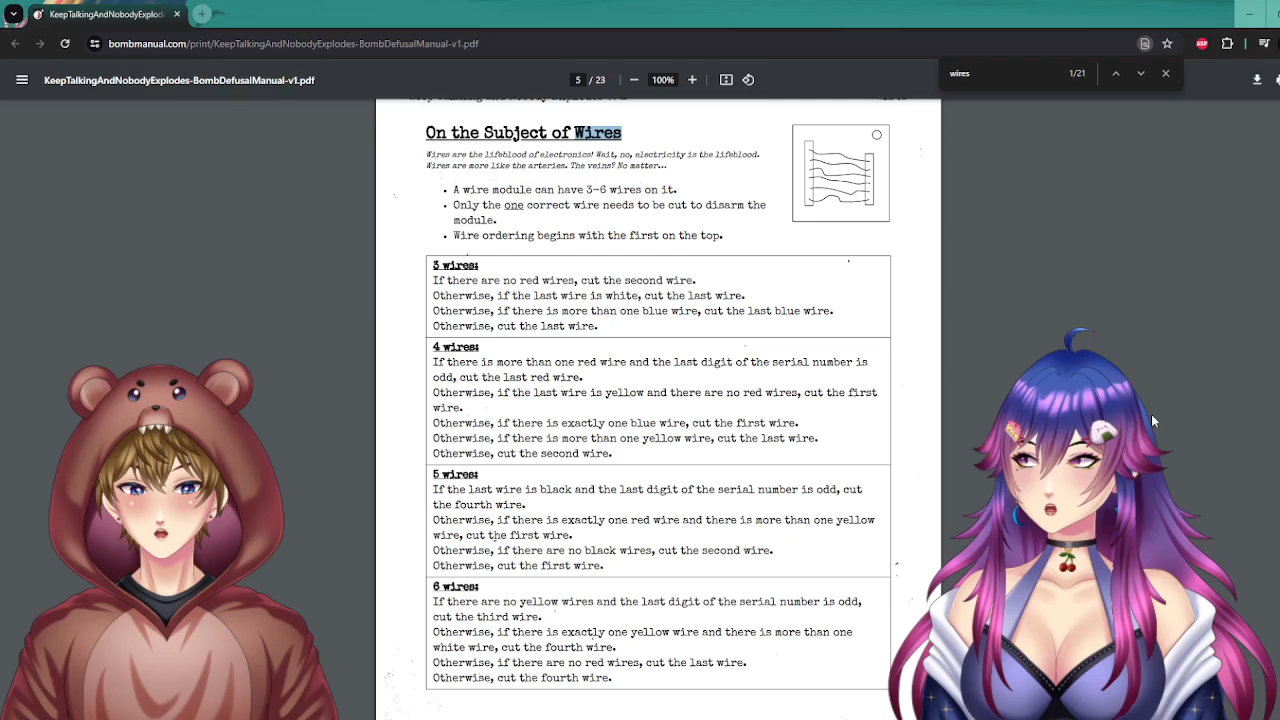 KeepTalkingAndNobodyExplodes
bombmanual.com/print/KeepTalkingAndNobodyExplodes-BombDefusalManual-v1.pdf
ABP
KeepTalkingAndNobodyExplodes-BombDefusalManual-v1.pdf
5 / 23
100%
wires
1/21
On the Subject of Wires
Wires are the lifeblood of electronics! Wait, no, electricity is the lifeblood.
Wires are more like the arteries. The veins? No matter…
• A wire module can have 3-6 wires on it.
• Only the one correct wire needs to be cut to disarm the
module.
• Wire ordering begins with the first on the top.
3 wires:
If there are no red wires, cut the second wire.
Otherwise, if the last wire is white, cut the last wire.
Otherwise, if there is more than one blue wire, cut the last blue wire.
Otherwise, cut the last wire.
4 wires:
If there is more than one red wire and the last digit of the serial number is
odd, cut the last red wire.
Otherwise, if the last wire is yellow and there are no red wires, cut the first
wire.
Otherwise, if there is exactly one blue wire, cut the first wire.
Otherwise, if there is more than one yellow wire, cut the last wire.
Otherwise, cut the second wire.
5 wires:
If the last wire is black and the last digit of the serial number is odd, cut
the fourth wire.
Otherwise, if there is exactly one red wire and there is more than one yellow
wire, cut the first wire.
Otherwise, if there are no black wires, cut the second wire.
Otherwise, cut the first wire.
6 wires:
If there are no yellow wires and the last digit of the serial number is odd,
cut the third wire.
Otherwise, if there is exactly one yellow wire and there is more than one
white wire, cut the fourth wire.
Otherwise, if there are no red wires, cut the last wire.
Otherwise, cut the fourth wire.